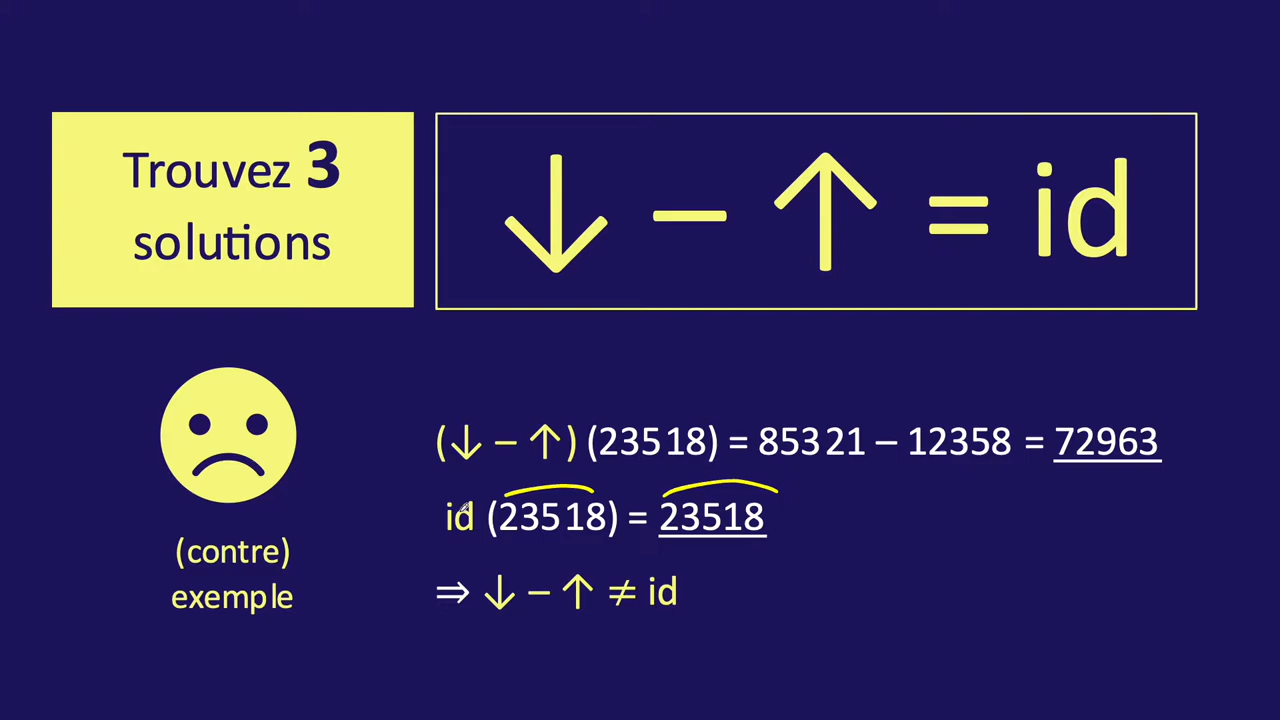 Trouvez 3
solutions
↓ – ↑ = id
(↓ – ↑) (23518) = 85321 – 12358 = 72963
id (23518) = 23518
(contre)
exemple
⇒ ↓ – ↑ ≠ id